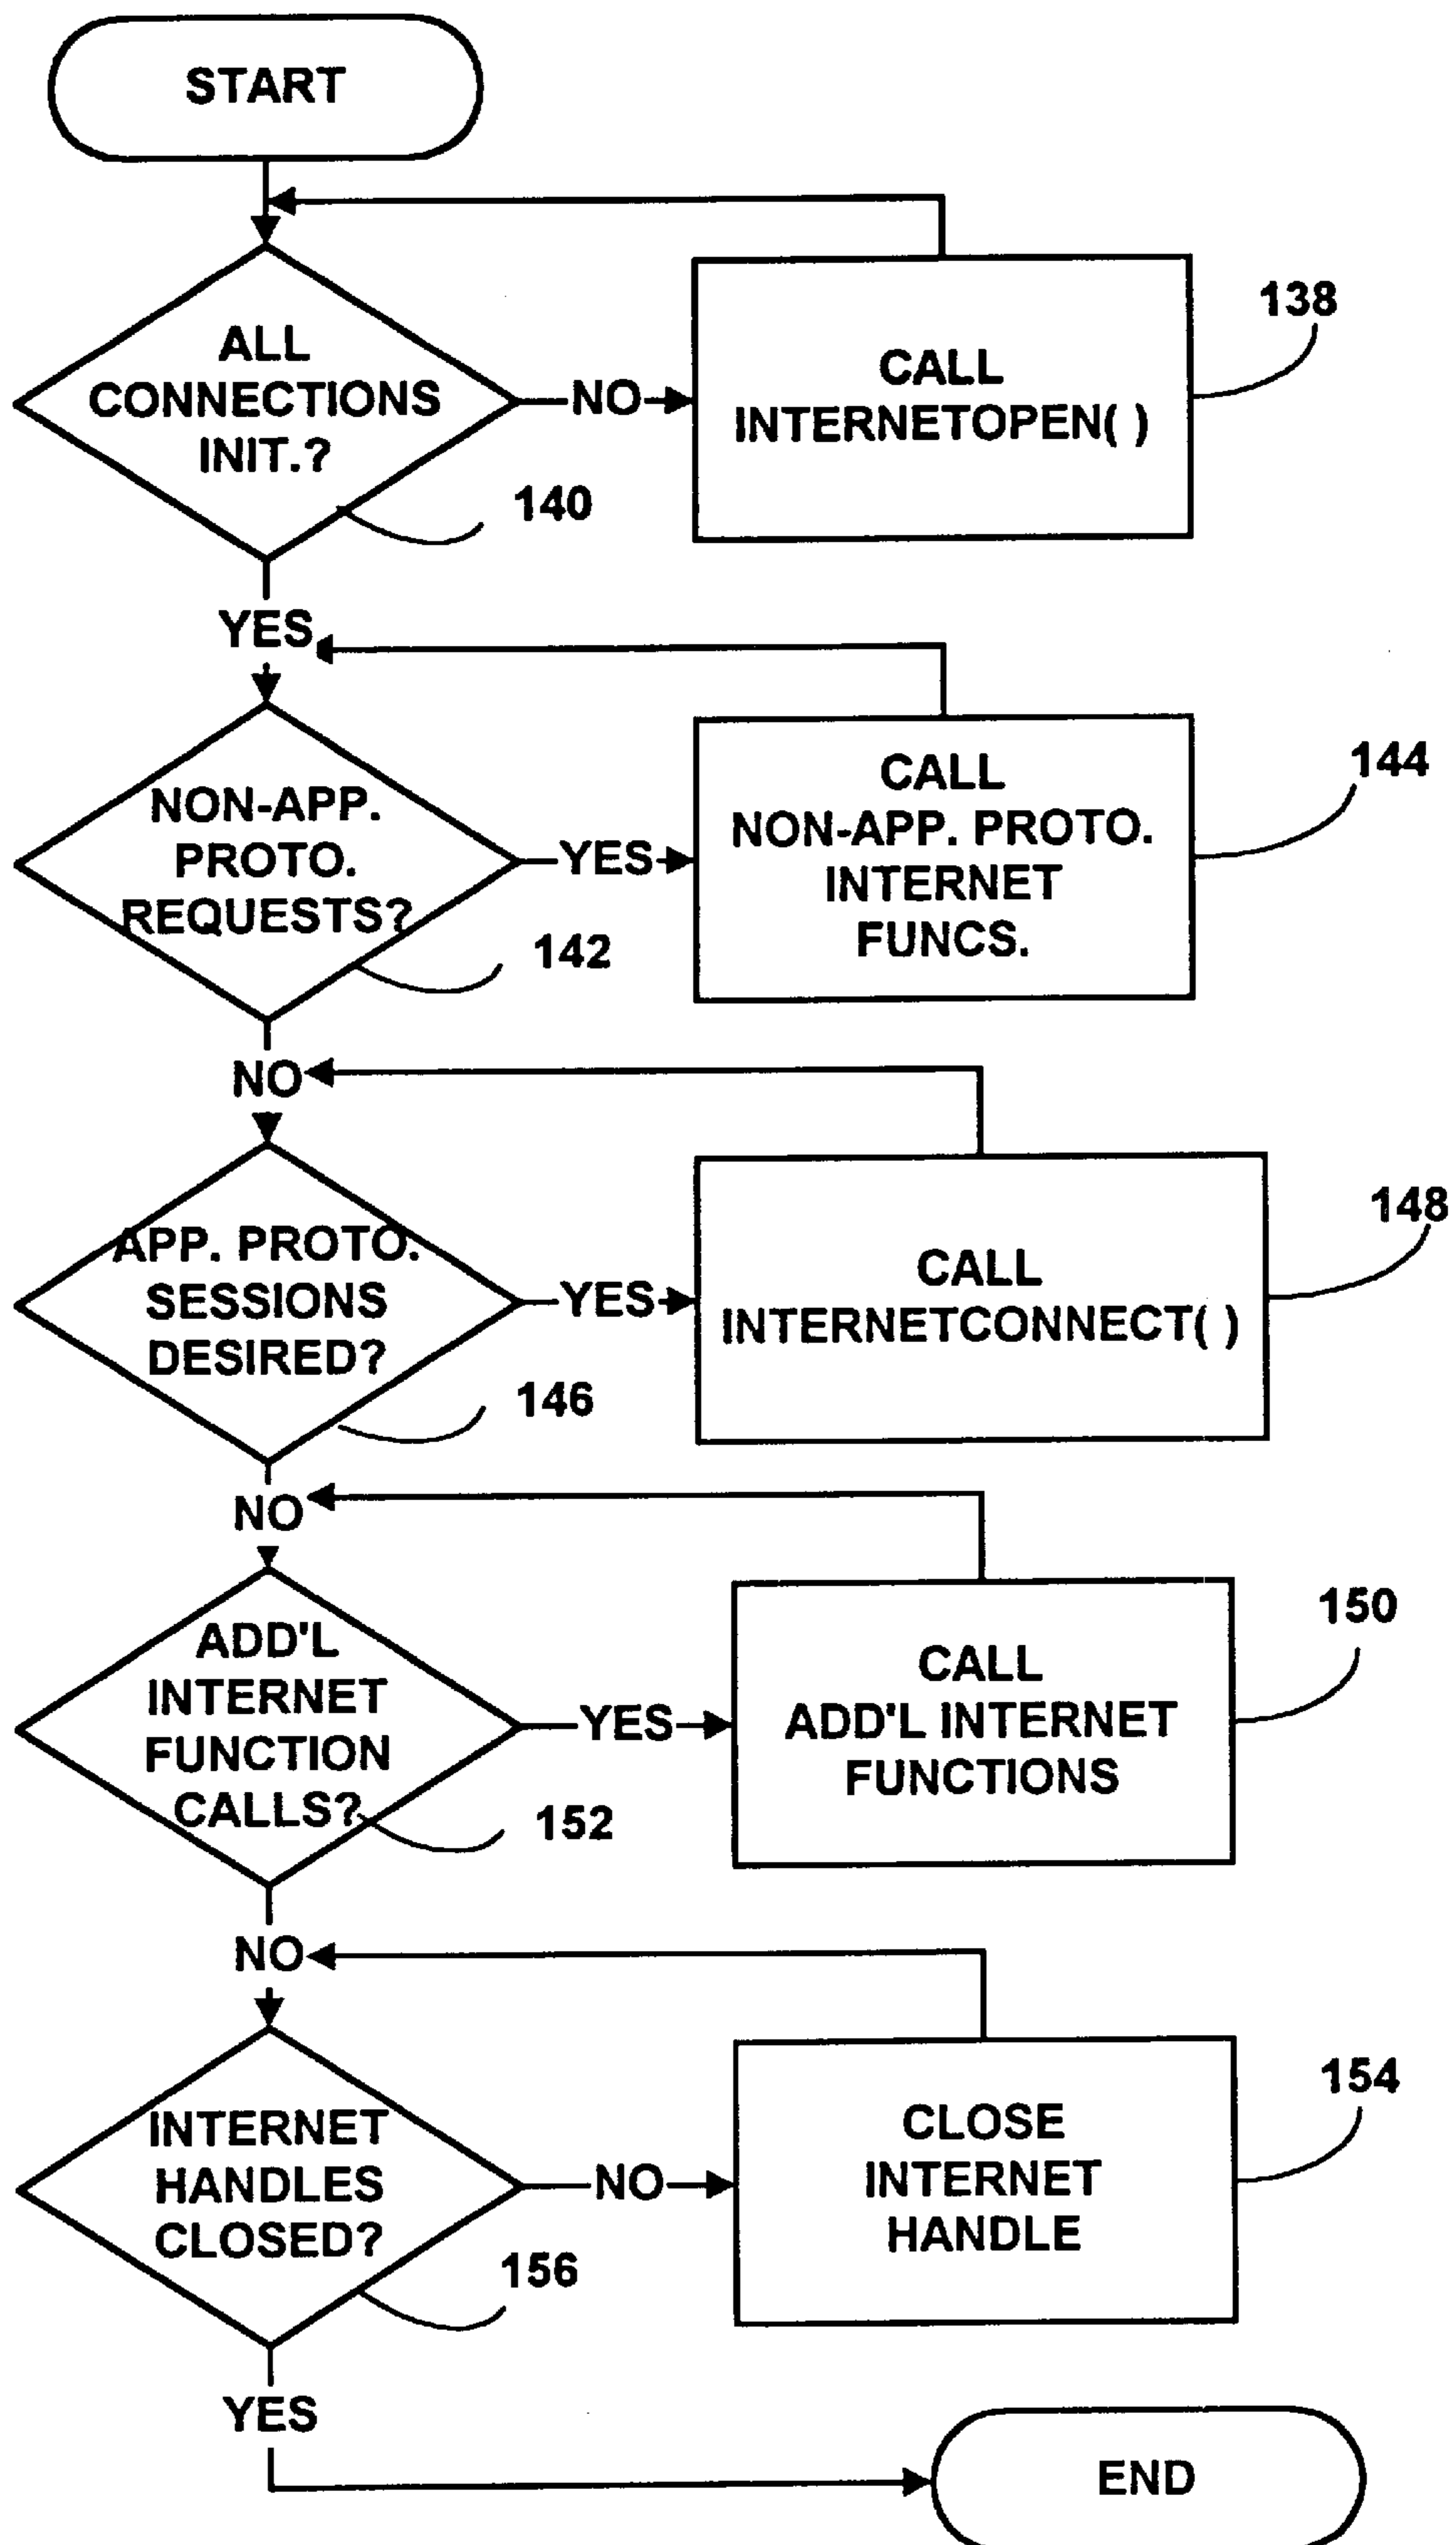 START
ALL
CONNECTIONS
INIT.?
NO
CALL
INTERNETOPEN( )
138
140
YES
NON-APP.
PROTO.
REQUESTS?
YES
CALL
NON-APP. PROTO.
INTERNET
FUNCS.
144
142
NO
APP. PROTO.
SESSIONS
DESIRED?
YES
CALL
INTERNETCONNECT( )
148
146
NO
ADD'L
INTERNET
FUNCTION
CALLS?
YES
CALL
ADD'L INTERNET
FUNCTIONS
150
152
NO
INTERNET
HANDLES
CLOSED?
NO
CLOSE
INTERNET
HANDLE
154
156
YES
END